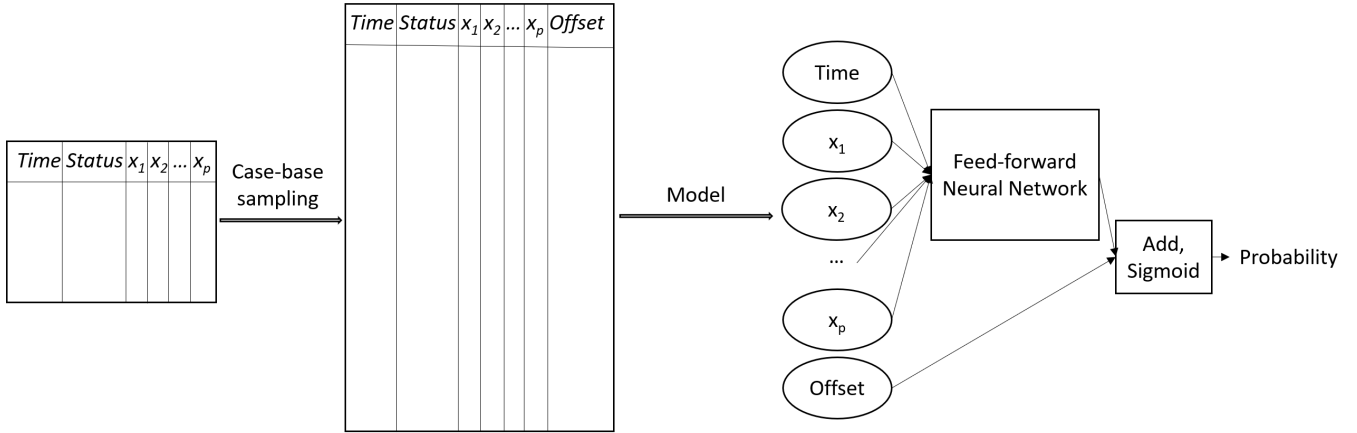 Time Status x1 x2 ... xp
Case-base
sampling
Time Status x1 x2 ... xp Offset
Model
Time
x1
x2
...
xp
Offset
Feed-forward
Neural Network
Add,
Sigmoid
Probability